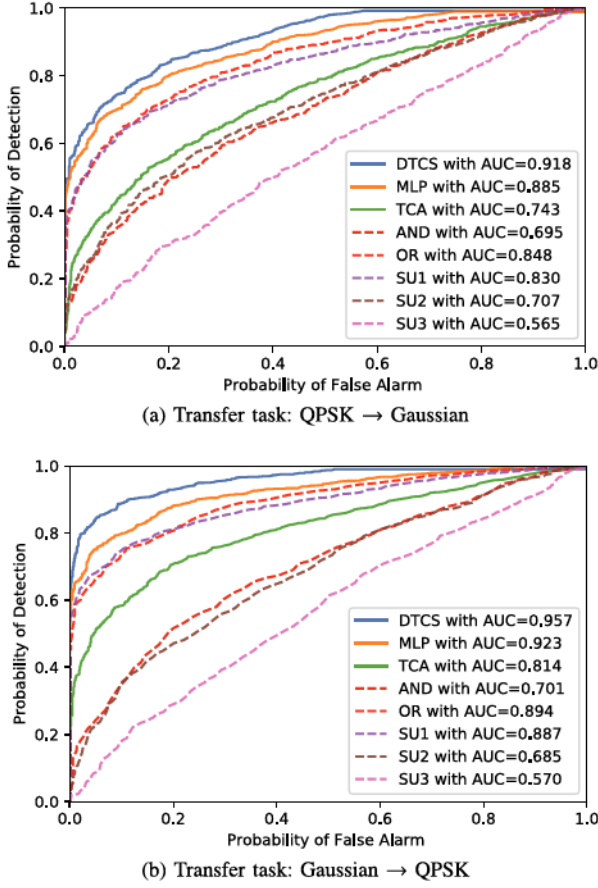 1.0
0.8
0.6
0.4
0.2
0.0
Probability of Detection
DTCS with AUC=0.918
MLP with AUC=0.885
TCA with AUC=0.743
AND with AUC=0.695
OR with AUC=0.848
SU1 with AUC=0.830
SU2 with AUC=0.707
SU3 with AUC=0.565
0.0 0.2 0.4 0.6 0.8 1.0
Probability of False Alarm
(a) Transfer task: QPSK → Gaussian
1.0
0.8
0.6
0.4
0.2
0.0
Probability of Detection
DTCS with AUC=0.957
MLP with AUC=0.923
TCA with AUC=0.814
AND with AUC=0.701
OR with AUC=0.894
SU1 with AUC=0.887
SU2 with AUC=0.685
SU3 with AUC=0.570
0.0 0.2 0.4 0.6 0.8 1.0
Probability of False Alarm
(b) Transfer task: Gaussian → QPSK